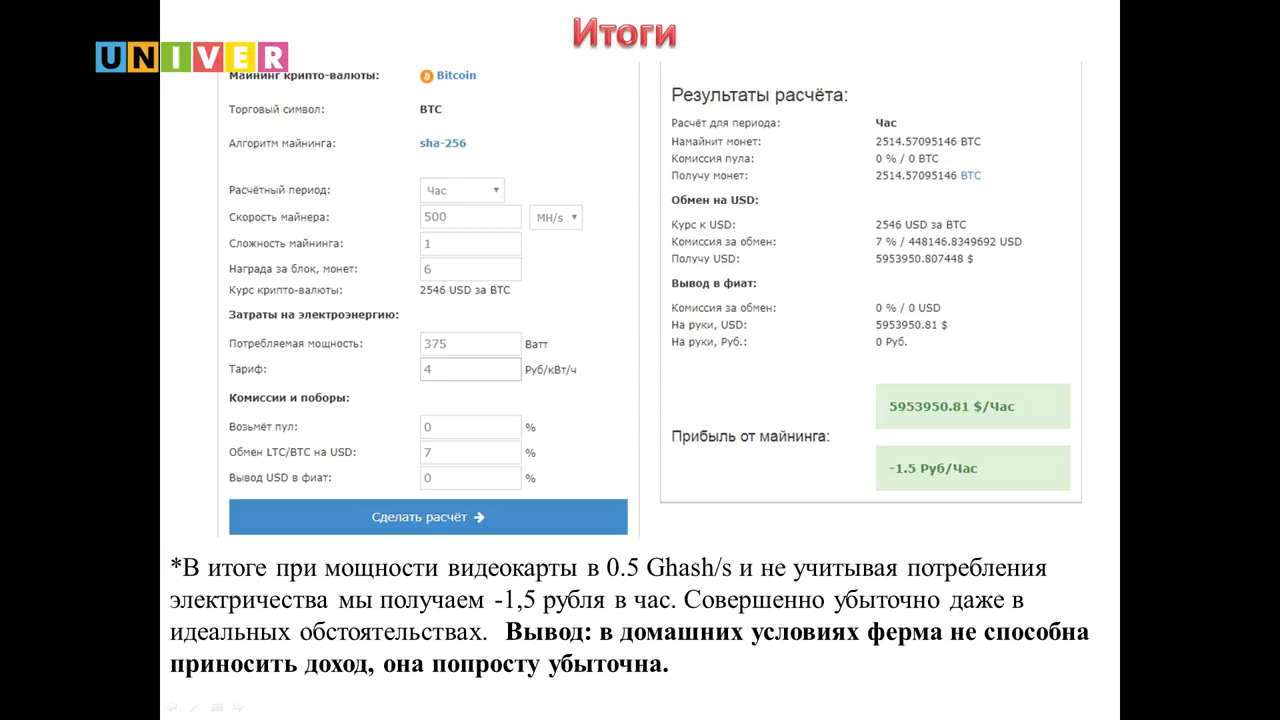 Итоги
UNIVER
Майнинг крипто-валюты: Bitcoin
Торговый символ: BTC
Алгоритм майнинга: sha-256
Расчётный период: Час
Скорость майнера: 500 MH/s
Сложность майнинга: 1
Награда за блок, монет: 6
Курс крипто-валюты: 2546 USD за BTC
Затраты на электроэнергию:
Потребляемая мощность: 375 Ватт
Тариф: 4 Руб/кВт/ч
Комиссии и поборы:
Возьмёт пул: 0 %
Обмен LTC/BTC на USD: 7 %
Вывод USD в фиат: 0 %
Сделать расчёт
Результаты расчёта:
Расчёт для периода: Час
Намайнит монет: 2514.57095146 BTC
Комиссия пула: 0 % / 0 BTC
Получу монет: 2514.57095146 BTC
Обмен на USD:
Курс к USD: 2546 USD за BTC
Комиссия за обмен: 7 % / 448146.8349692 USD
Получу USD: 5953950.807448 $
Вывод в фиат:
Комиссия за обмен: 0 % / 0 USD
На руки, USD: 5953950.81 $
На руки, Руб.: 0 Руб.
5953950.81 $/Час
Прибыль от майнинга:
-1.5 Руб/Час
*В итоге при мощности видеокарты в 0.5 Ghash/s и не учитывая потребления
электричества мы получаем -1,5 рубля в час. Совершенно убыточно даже в
идеальных обстоятельствах. Вывод: в домашних условиях ферма не способна
приносить доход, она попросту убыточна.